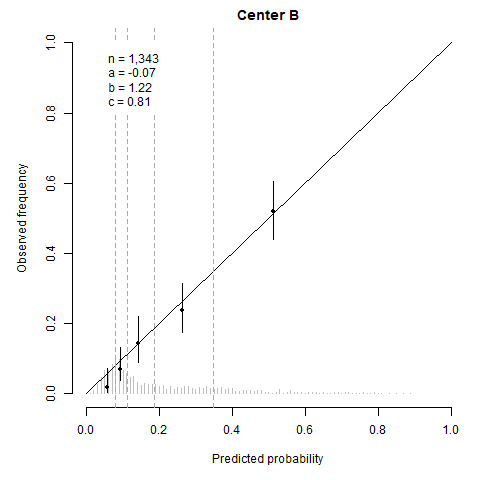 Center B
n = 1,343
a = -0.07
b = 1.22
c = 0.81
Observed frequency
1.0
0.8
0.6
0.4
0.2
0.0
0.0 0.2 0.4 0.6 0.8 1.0
Predicted probability